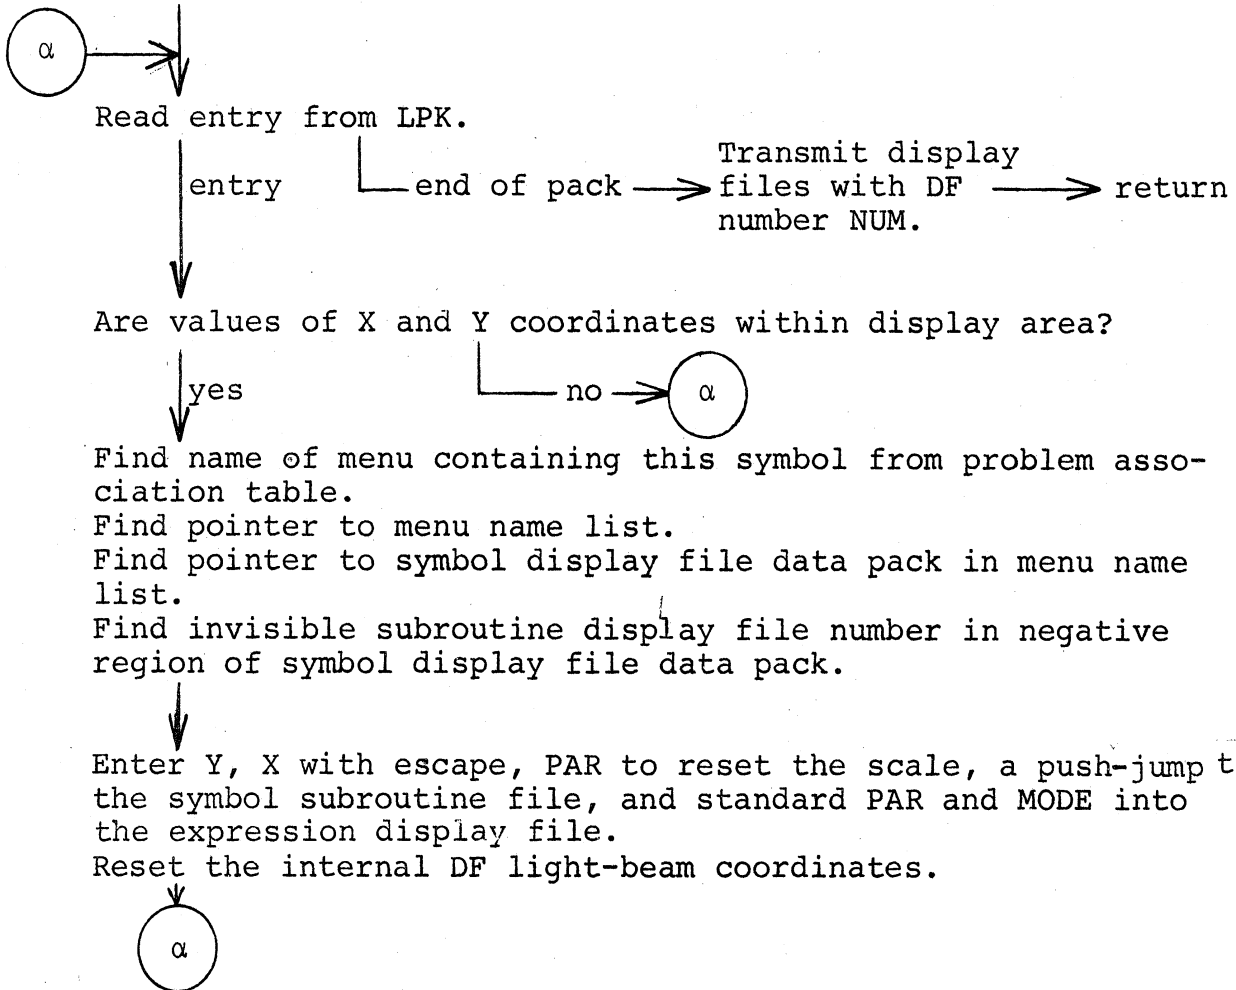 α
Read entry from LPK.
entry
end of pack
Transmit display
files with DF
number NUM.
return
Are values of X and Y coordinates within display area?
yes
no
α
Find name of menu containing this symbol from problem asso-
ciation table.
Find pointer to menu name list.
Find pointer to symbol display file data pack in menu name
list.
Find invisible subroutine display file number in negative
region of symbol display file data pack.
Enter Y, X with escape, PAR to reset the scale, a push-jump t
the symbol subroutine file, and standard PAR and MODE into
the expression display file.
Reset the internal DF light-beam coordinates.
α